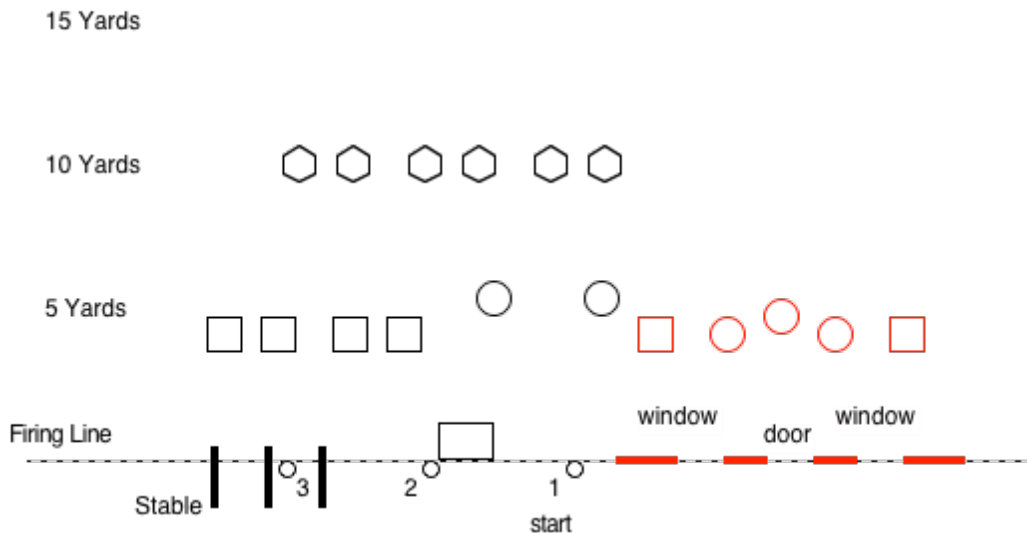 15 Yards
10 Yards
5 Yards
window
window
Firing Line
door
3
2
1
Stable
start